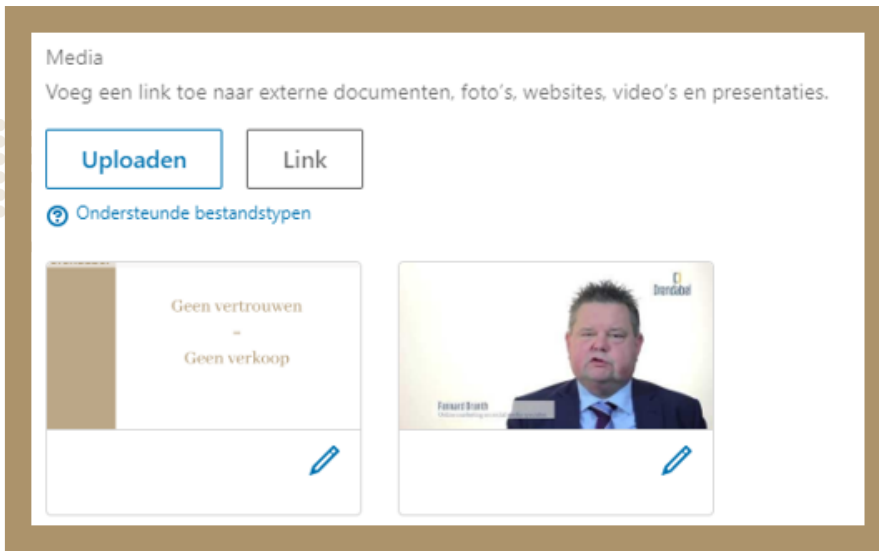 Media
Voeg een link toe naar externe documenten, foto's, websites, video's en presentaties.
Uploaden
Link
Ondersteunde bestandstypen
Geen vertrouwen
–
Geen verkoop
Drendabel